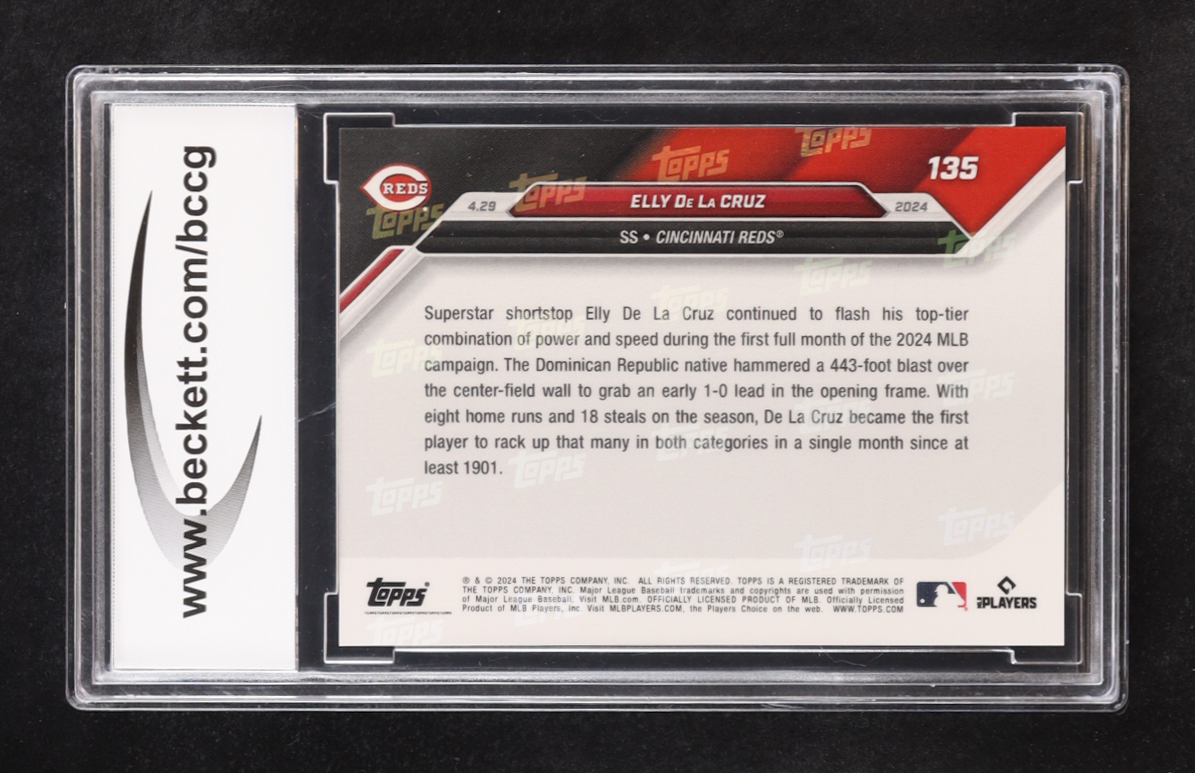 www.beckett.com/bccg
REDS
135
4.29
ELLY DE LA CRUZ
2024
SS • CINCINNATI REDS®
Superstar shortstop Elly De La Cruz continued to flash his top-tier
combination of power and speed during the first full month of the 2024 MLB
campaign. The Dominican Republic native hammered a 443-foot blast over
the center-field wall to grab an early 1-0 lead in the opening frame. With
eight home runs and 18 steals on the season, De La Cruz became the first
player to rack up that many in both categories in a single month since at
least 1901.
Topps®
® & © 2024 THE TOPPS COMPANY, INC. ALL RIGHTS RESERVED. TOPPS IS A REGISTERED TRADEMARK OF
THE TOPPS COMPANY, INC. Major League Baseball trademarks and copyrights are used with permission
of Major League Baseball. Visit MLB.com. OFFICIALLY LICENSED PRODUCT OF MLB. Officially Licensed
Product of MLB Players, Inc. Visit MLBPLAYERS.COM, the Players Choice on the web. WWW.TOPPS.COM
PLAYERS